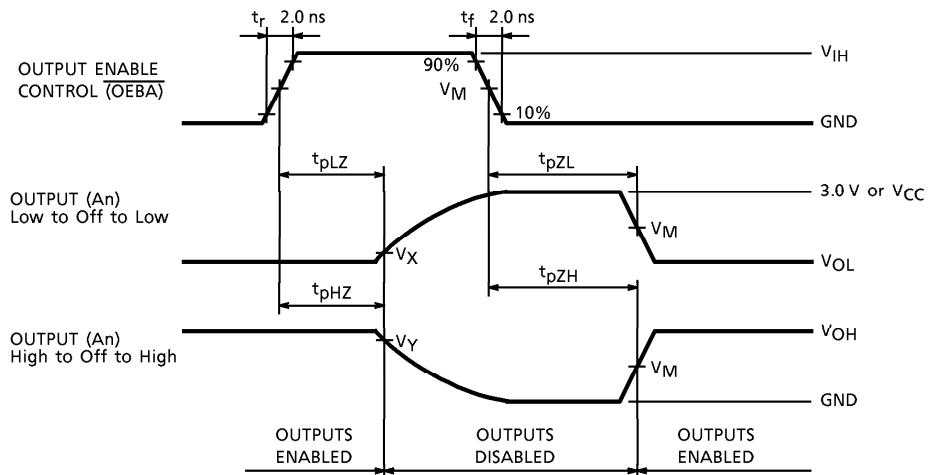 tr 2.0 ns tf 2.0 ns
OUTPUT ENABLE
CONTROL (OEBA)
90%
VM
10%
VIH
GND
tpLZ
tpZL
OUTPUT (An)
Low to Off to Low
3.0 V or VCC
VX
VM
VOL
tpHZ
tpZH
OUTPUT (An)
High to Off to High
VY
VM
VOH
GND
OUTPUTS
ENABLED
OUTPUTS
DISABLED
OUTPUTS
ENABLED